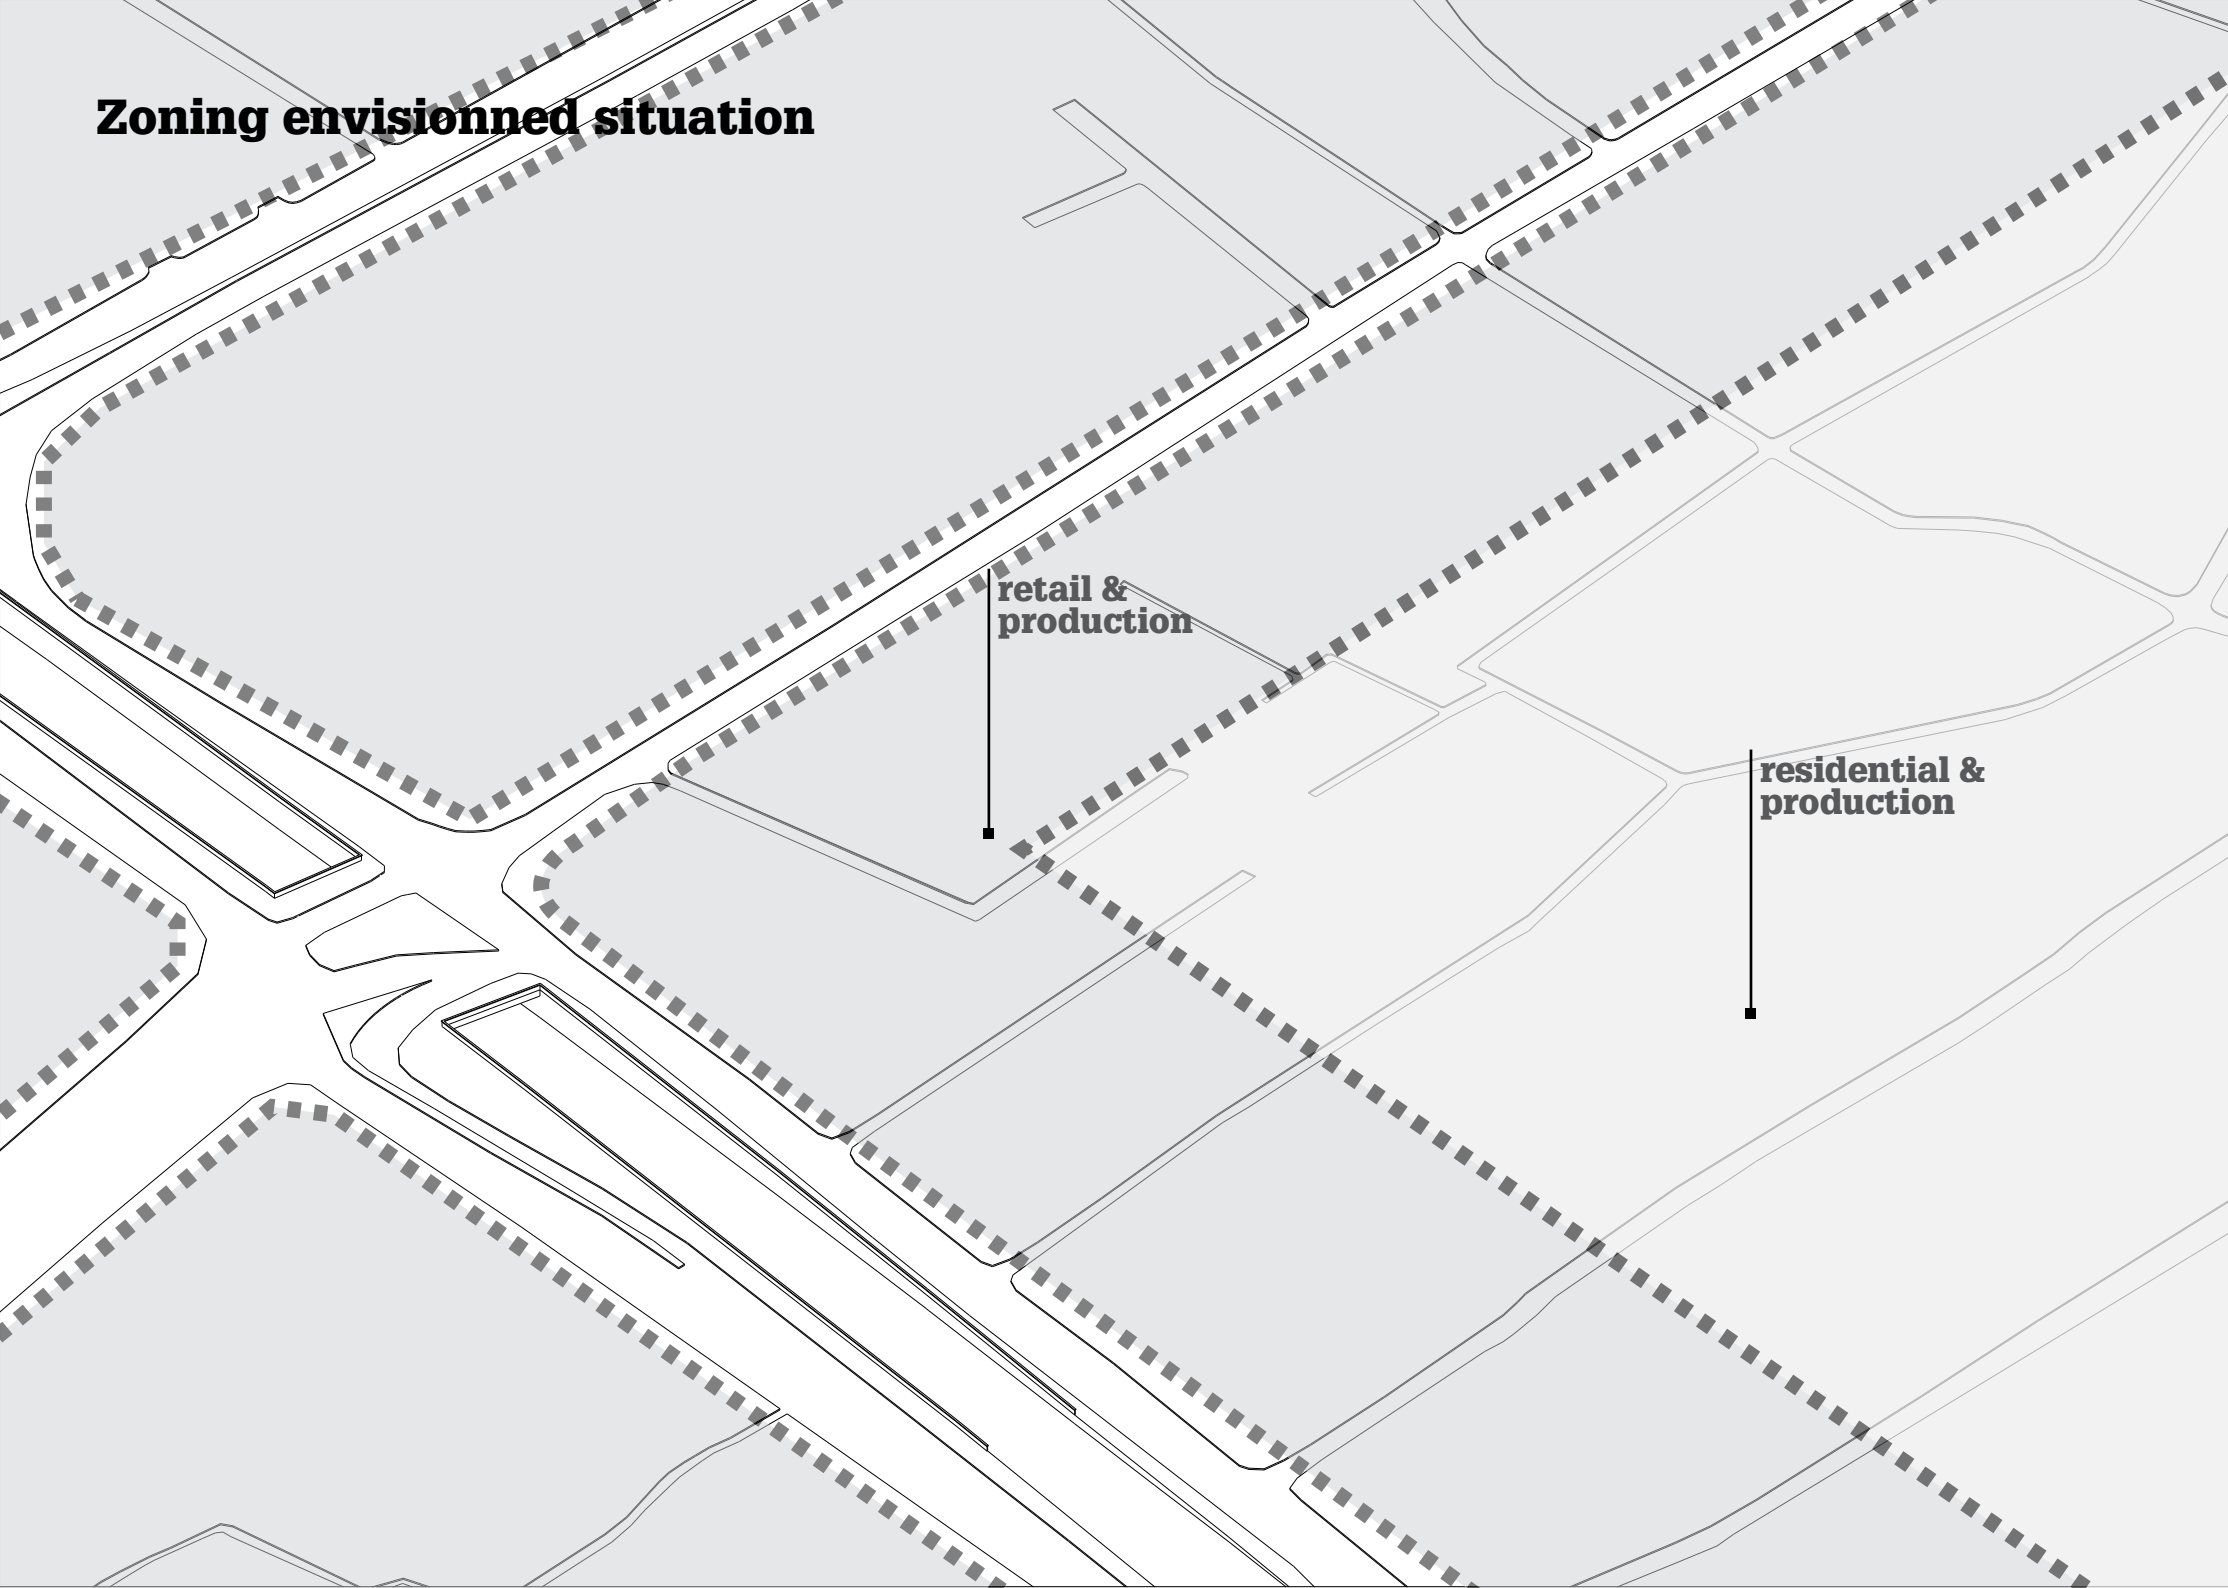 Zoning envisionned situation
retail &
production
residential &
production